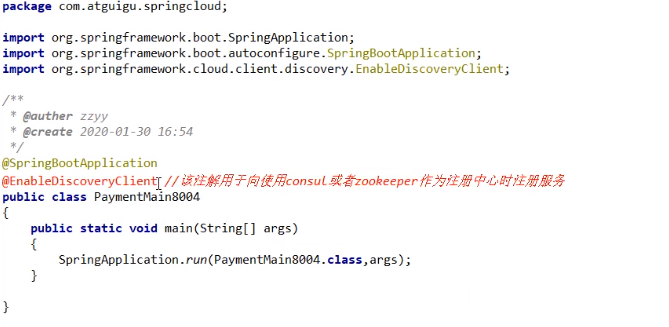 package com.atguigu.springcloud;
import org.springframework.boot.SpringApplication;
import org.springframework.boot.autoconfigure.SpringBootApplication;
import org.springframework.cloud.client.discovery.EnableDiscoveryClient;
/**
 * @auther zzyy
 * @create 2020-01-30 16:54
 */
@SpringBootApplication
@EnableDiscoveryClient //该注解用于向使用consul或者zookeeper作为注册中心时注册服务
public class PaymentMain8004
{
    public static void main(String[] args)
    {
        SpringApplication.run(PaymentMain8004.class,args);
    }
}